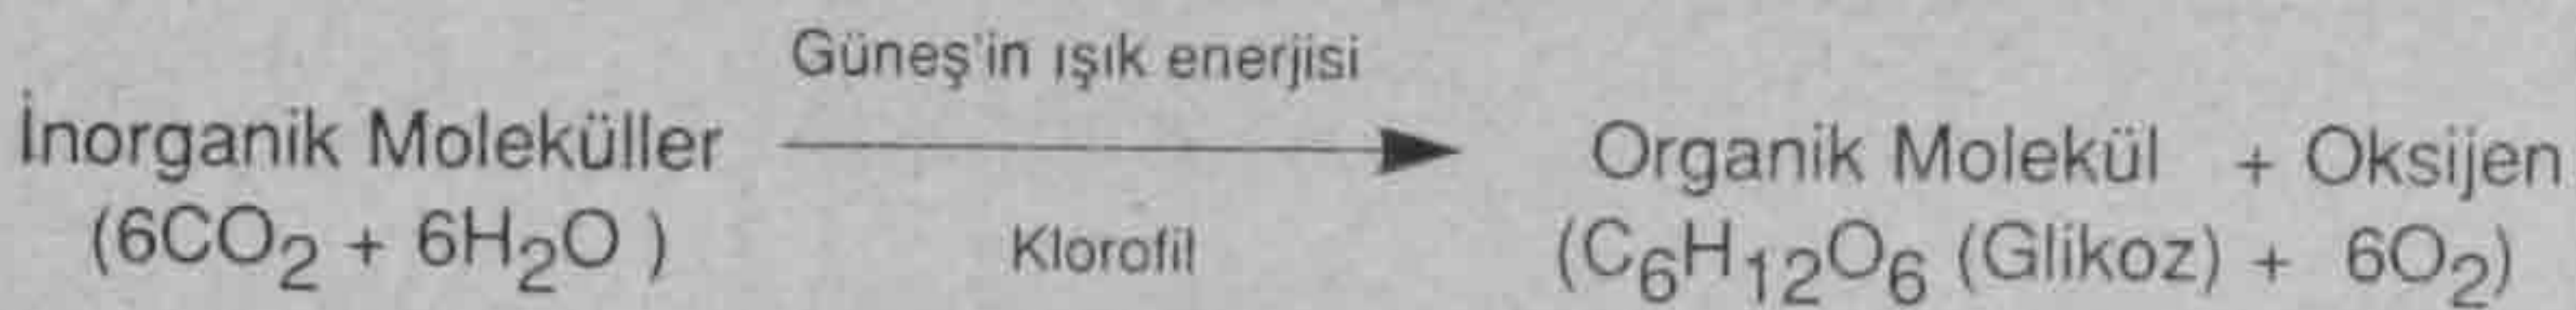 Güneş'in ışık enerjisi
İnorganik Moleküller Organik Molekül + Oksijen
(6CO₂ + 6H₂O ) Klorofil (C₆H₁₂O₆ (Glikoz) + 6O₂)